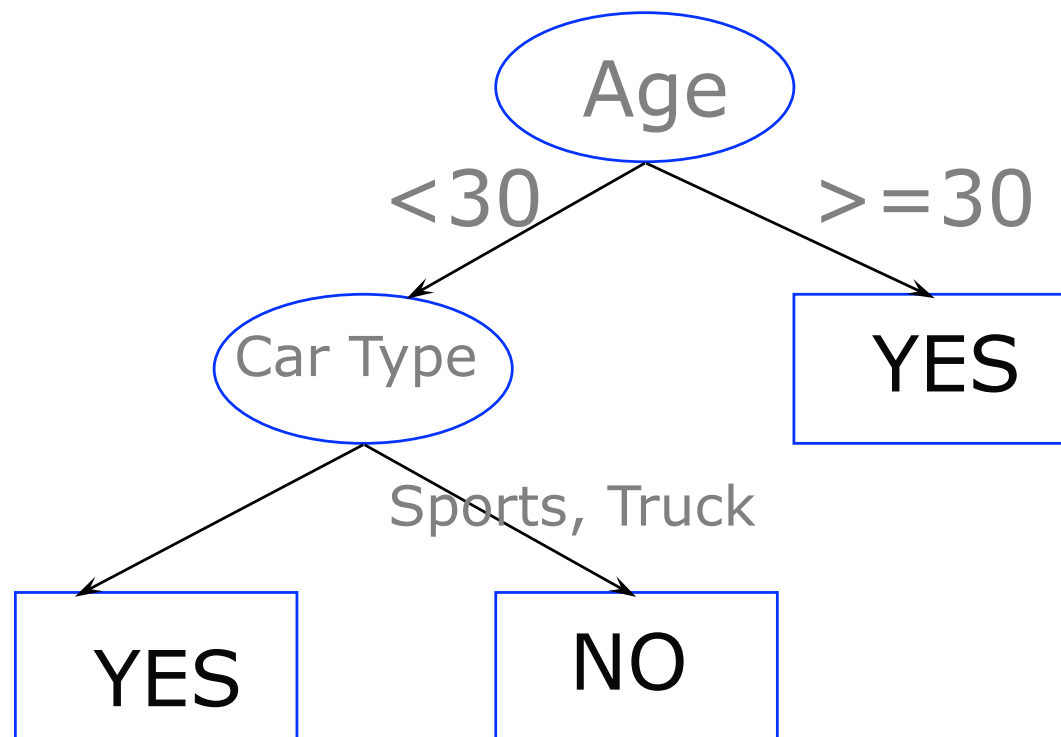 Age
<30
>=30
Car Type
YES
Sports, Truck
YES
NO